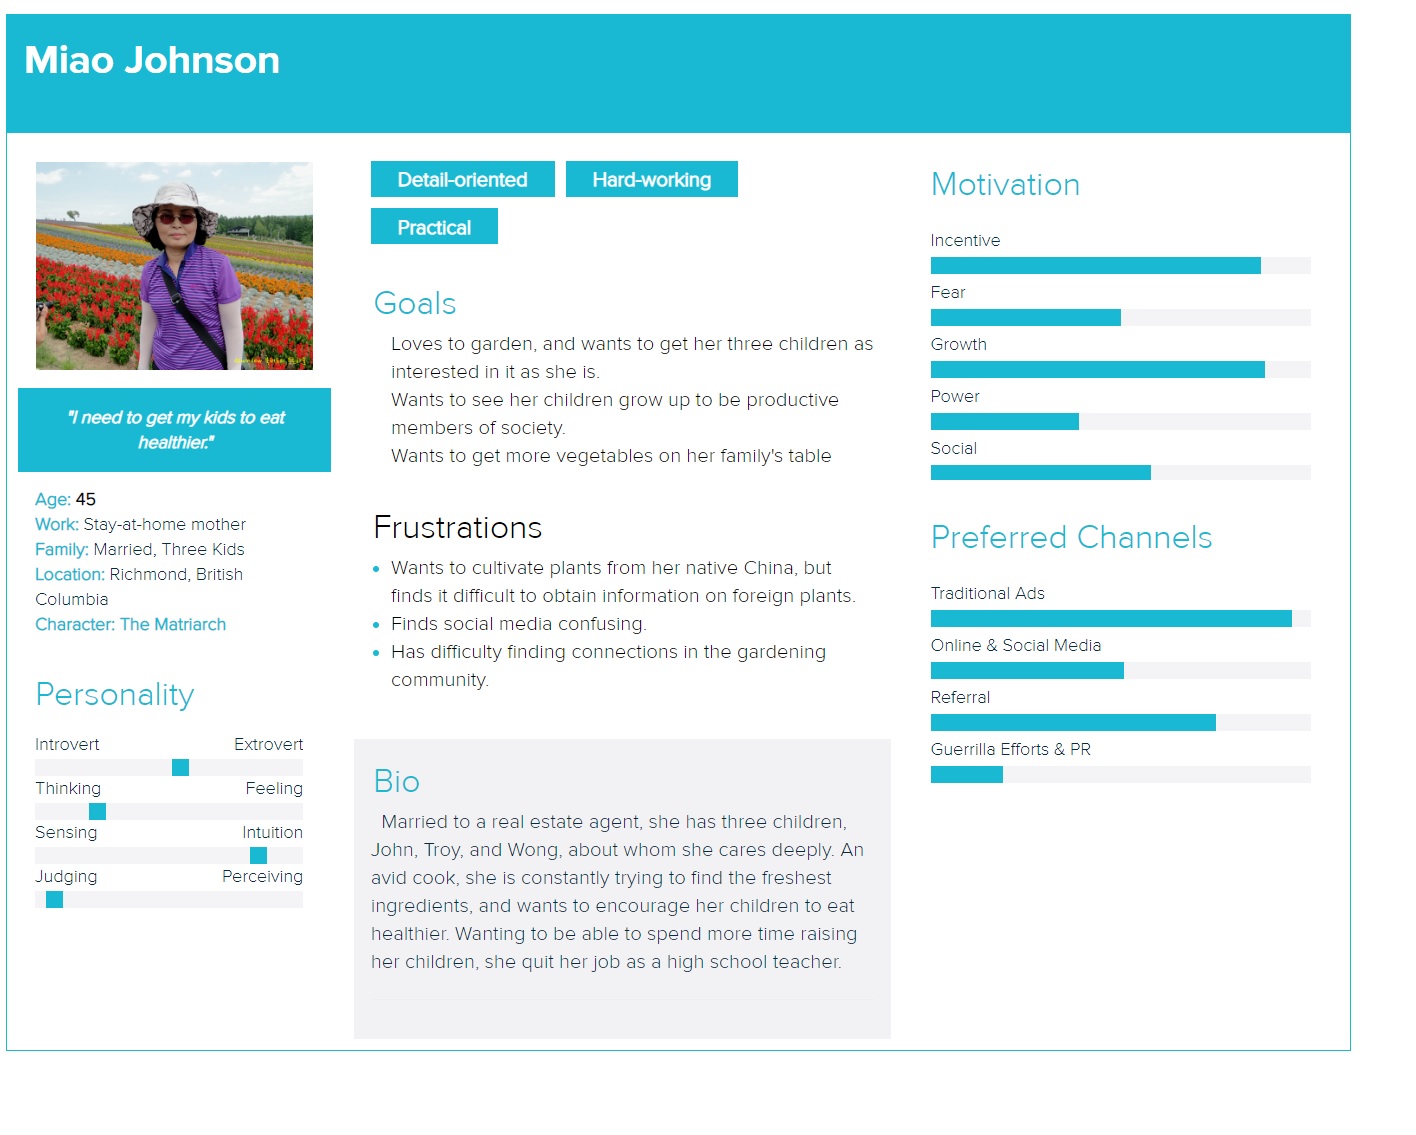 Miao Johnson
"I need to get my kids to eat
healthier."
Age: 45
Work: Stay-at-home mother
Family: Married, Three Kids
Location: Richmond, British
Columbia
Character: The Matriarch
Personality
Introvert Extrovert
Thinking Feeling
Sensing Intuition
Judging Perceiving
Detail-oriented Hard-working
Practical
Goals
Loves to garden, and wants to get her three children as
interested in it as she is.
Wants to see her children grow up to be productive
members of society.
Wants to get more vegetables on her family's table
Frustrations
Wants to cultivate plants from her native China, but
finds it difficult to obtain information on foreign plants.
Finds social media confusing.
Has difficulty finding connections in the gardening
community.
Bio
Married to a real estate agent, she has three children,
John, Troy, and Wong, about whom she cares deeply. An
avid cook, she is constantly trying to find the freshest
ingredients, and wants to encourage her children to eat
healthier. Wanting to be able to spend more time raising
her children, she quit her job as a high school teacher.
Motivation
Incentive
Fear
Growth
Power
Social
Preferred Channels
Traditional Ads
Online & Social Media
Referral
Guerrilla Efforts & PR